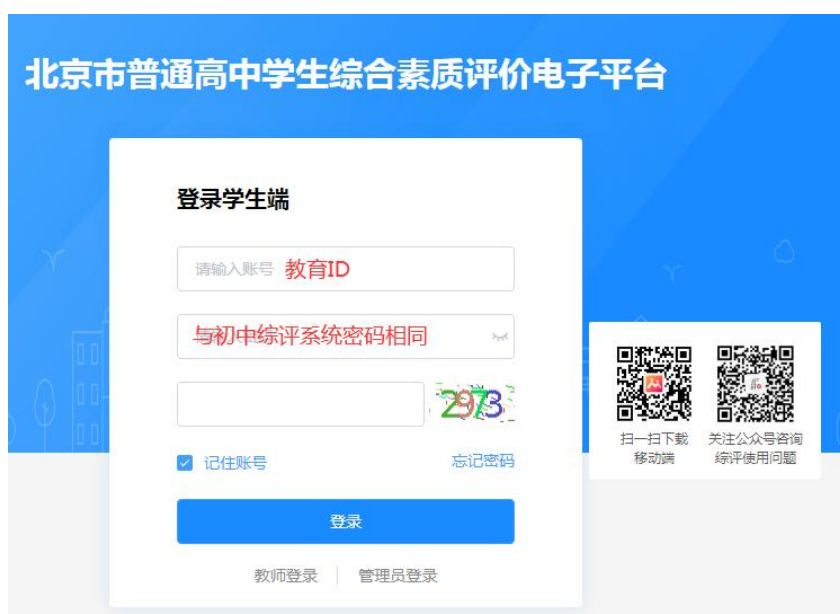 北京市普通高中学生综合素质评价电子平台
登录学生端
请输入账号 教育ID
与初中综评系统密码相同
2973
记住账号 忘记密码
登录
教师登录 管理员登录
扫一扫下载 关注公众号咨询
移动端 综评使用问题